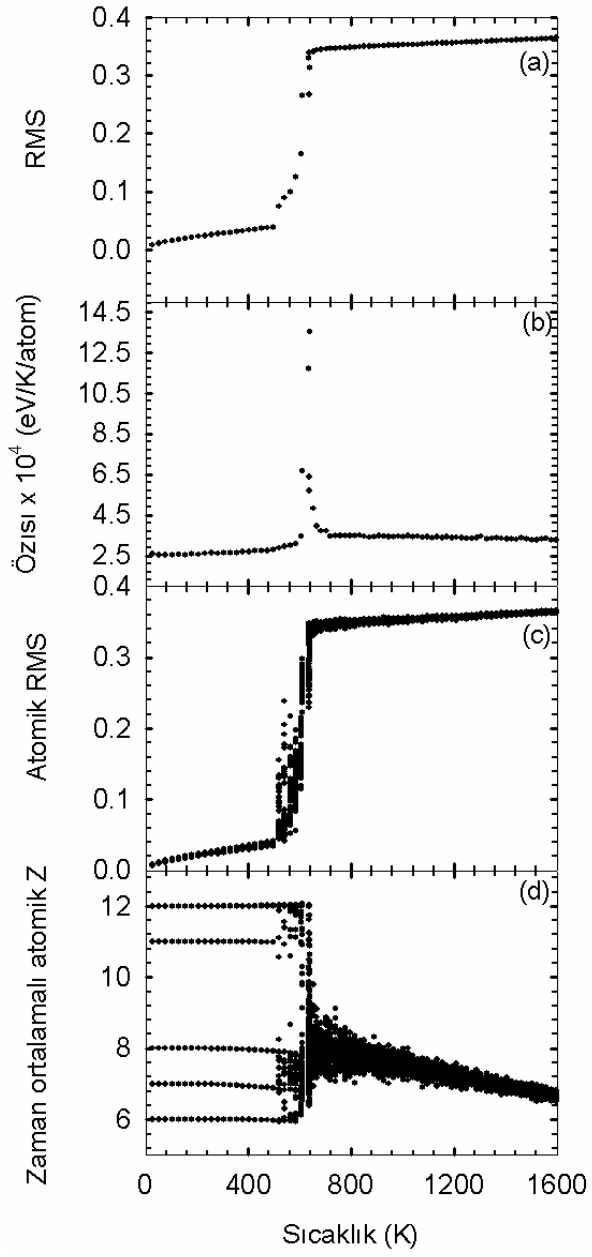 0.4
0.3
0.2
0.1
0.0
RMS
(a)
14.5
12.5
10.5
8.5
6.5
4.5
2.5
Özısı x 10⁴ (eV/K/atom)
(b)
0.4
0.3
0.2
0.1
0.0
Atomik RMS
(c)
12
10
8
6
Zaman ortalamalı atomik Z
(d)
0 400 800 1200 1600
Sıcaklık (K)